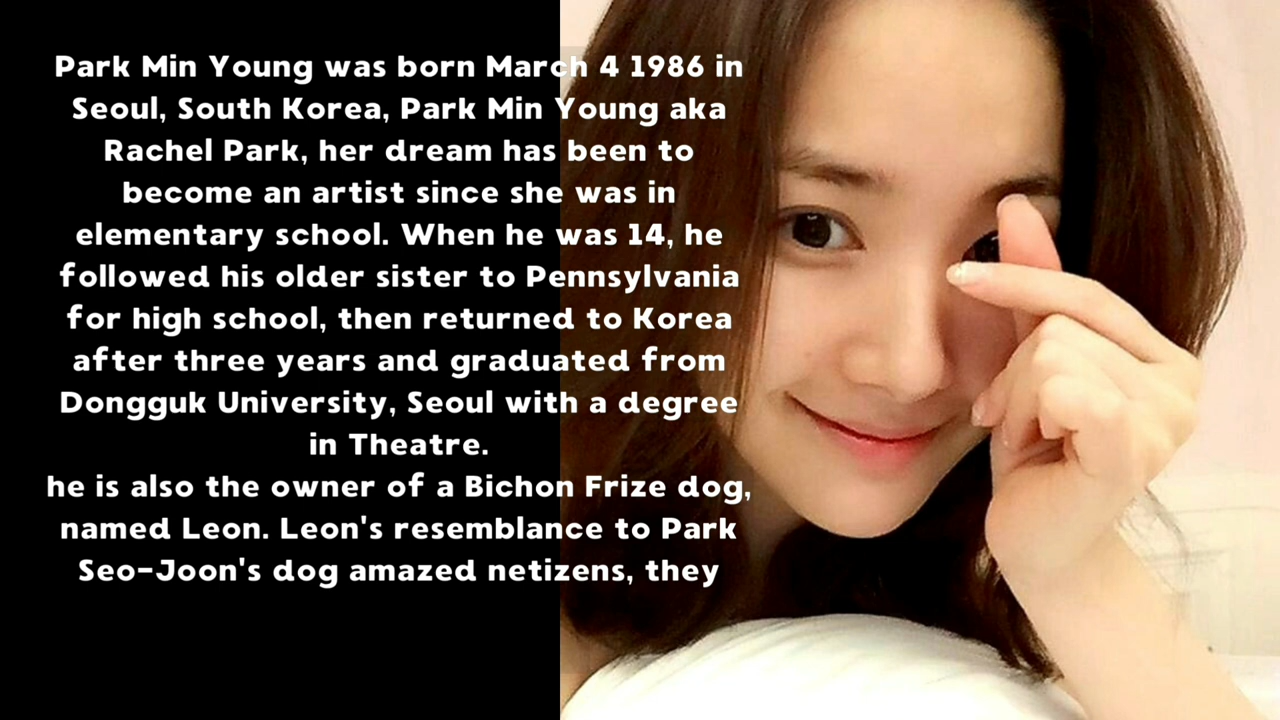 Park Min Young was born March 4 1986 in
Seoul, South Korea, Park Min Young aka
Rachel Park, her dream has been to
become an artist since she was in
elementary school. When he was 14, he
followed his older sister to Pennsylvania
for high school, then returned to Korea
after three years and graduated from
Dongguk University, Seoul with a degree
in Theatre.
he is also the owner of a Bichon Frize dog,
named Leon. Leon's resemblance to Park
Seo-Joon's dog amazed netizens, they